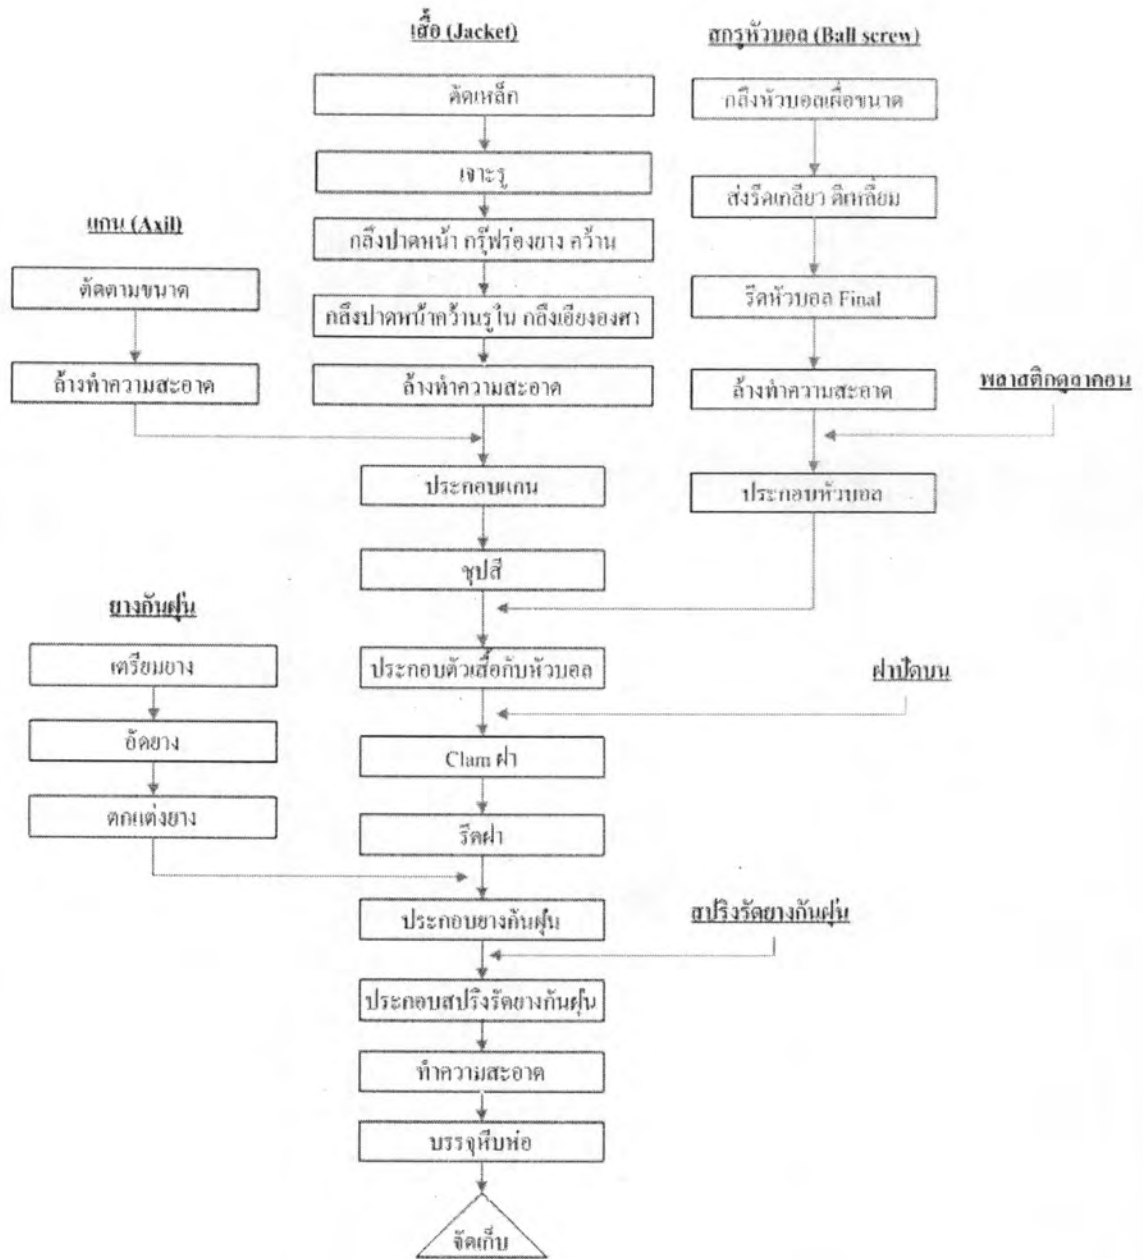 เสื้อ (Jacket)
สกรูหัวบอล (Ball screw)
ตัดเหล็ก
กลึงหัวบอลเผื่อขนาด
เจาะรู
ส่งรีดเกลียว ตีเหลี่ยม
แกน (Axil)
กลึงปาดหน้า กรุ๊ฟร่องยาง คว้าน
ตัดตามขนาด
รีดหัวบอล Final
กลึงปาดหน้าคว้านรูใน กลึงเอียงองศา
ล้างทำความสะอาด
ล้างทำความสะอาด
ล้างทำความสะอาด
พลาสติกดูลาคอน
ประกอบแกน
ประกอบหัวบอล
ชุปสี
ยางกันฝุ่น
เตรียมยาง
ประกอบตัวเสื้อกับหัวบอล
ฝาปิดบน
อัดยาง
Clam ฝา
ตกแต่งยาง
รีดฝา
ประกอบยางกันฝุ่น
สปริงรัดยางกันฝุ่น
ประกอบสปริงรัดยางกันฝุ่น
ทำความสะอาด
บรรจุหีบห่อ
จัดเก็บ